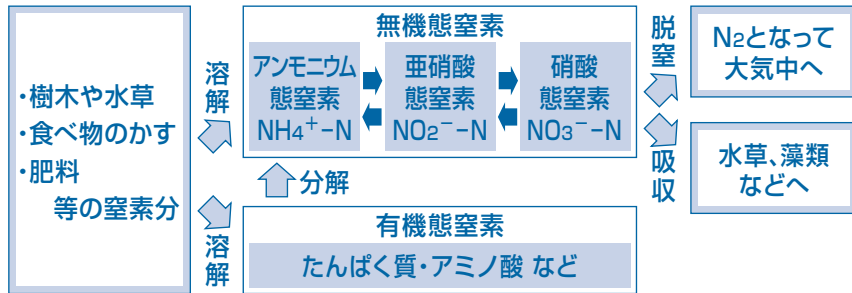 ・樹木や水草
・食べ物のかす
・肥料
等の窒素分
溶解
溶解
無機態窒素
アンモニウム
態窒素
NH4⁺-N
亜硝酸
態窒素
NO2⁻-N
硝酸
態窒素
NO3⁻-N
分解
有機態窒素
たんぱく質・アミノ酸 など
脱窒
吸収
N2となって
大気中へ
水草、藻類
などへ